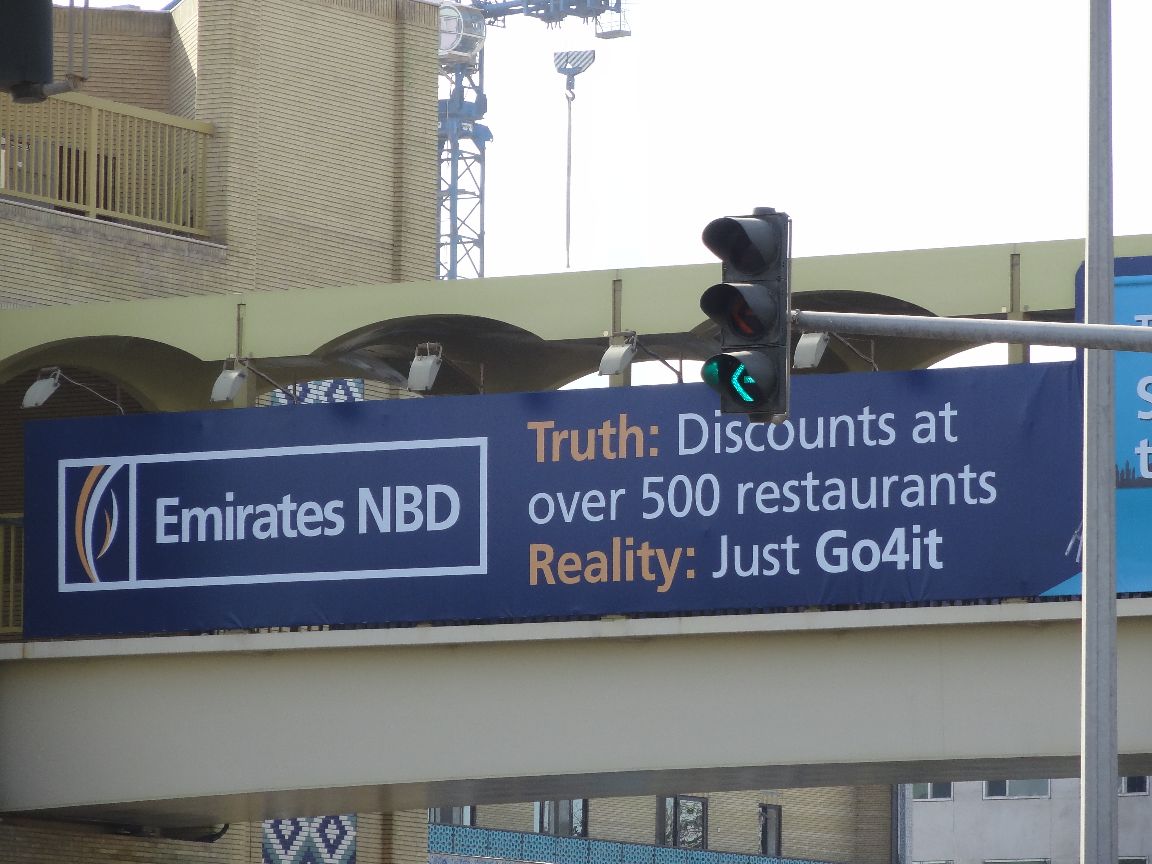 Emirates NBD
Truth: Discounts at
over 500 restaurants
Reality: Just Go4it